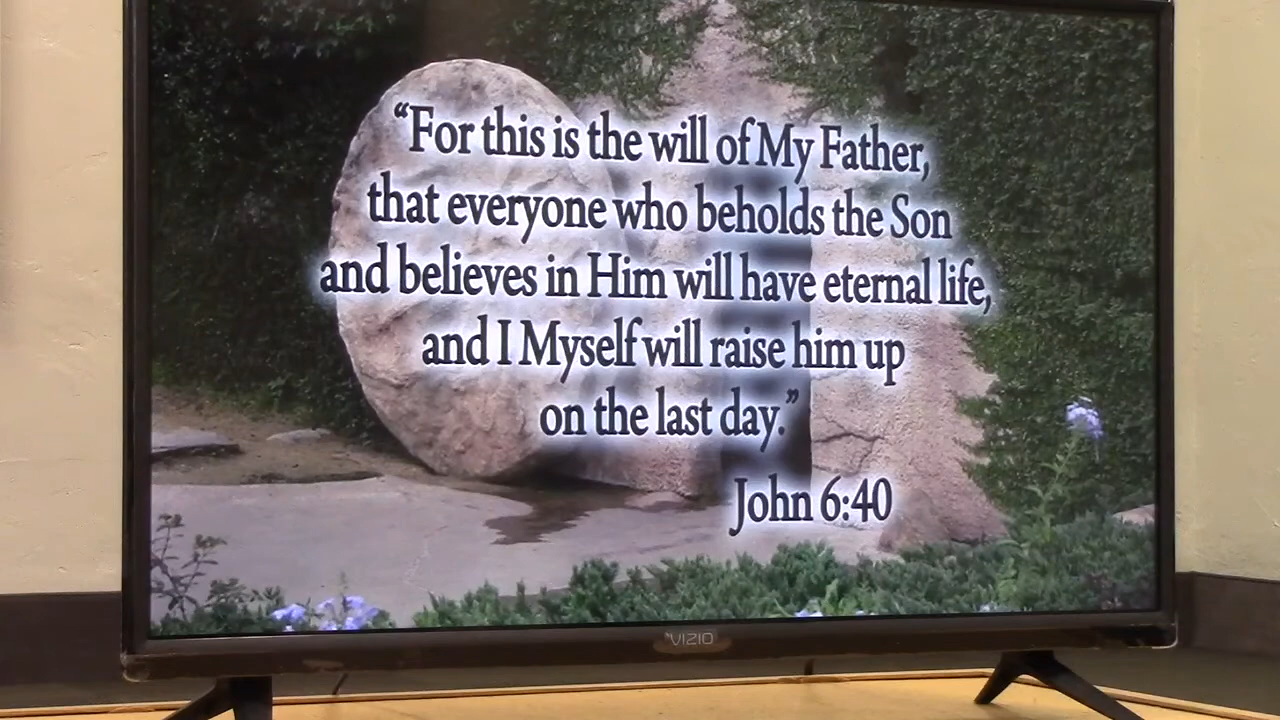 “For this is the will of My Father,
that everyone who beholds the Son
and believes in Him will have eternal life,
and I Myself will raise him up
on the last day.”
John 6:40
VIZIO